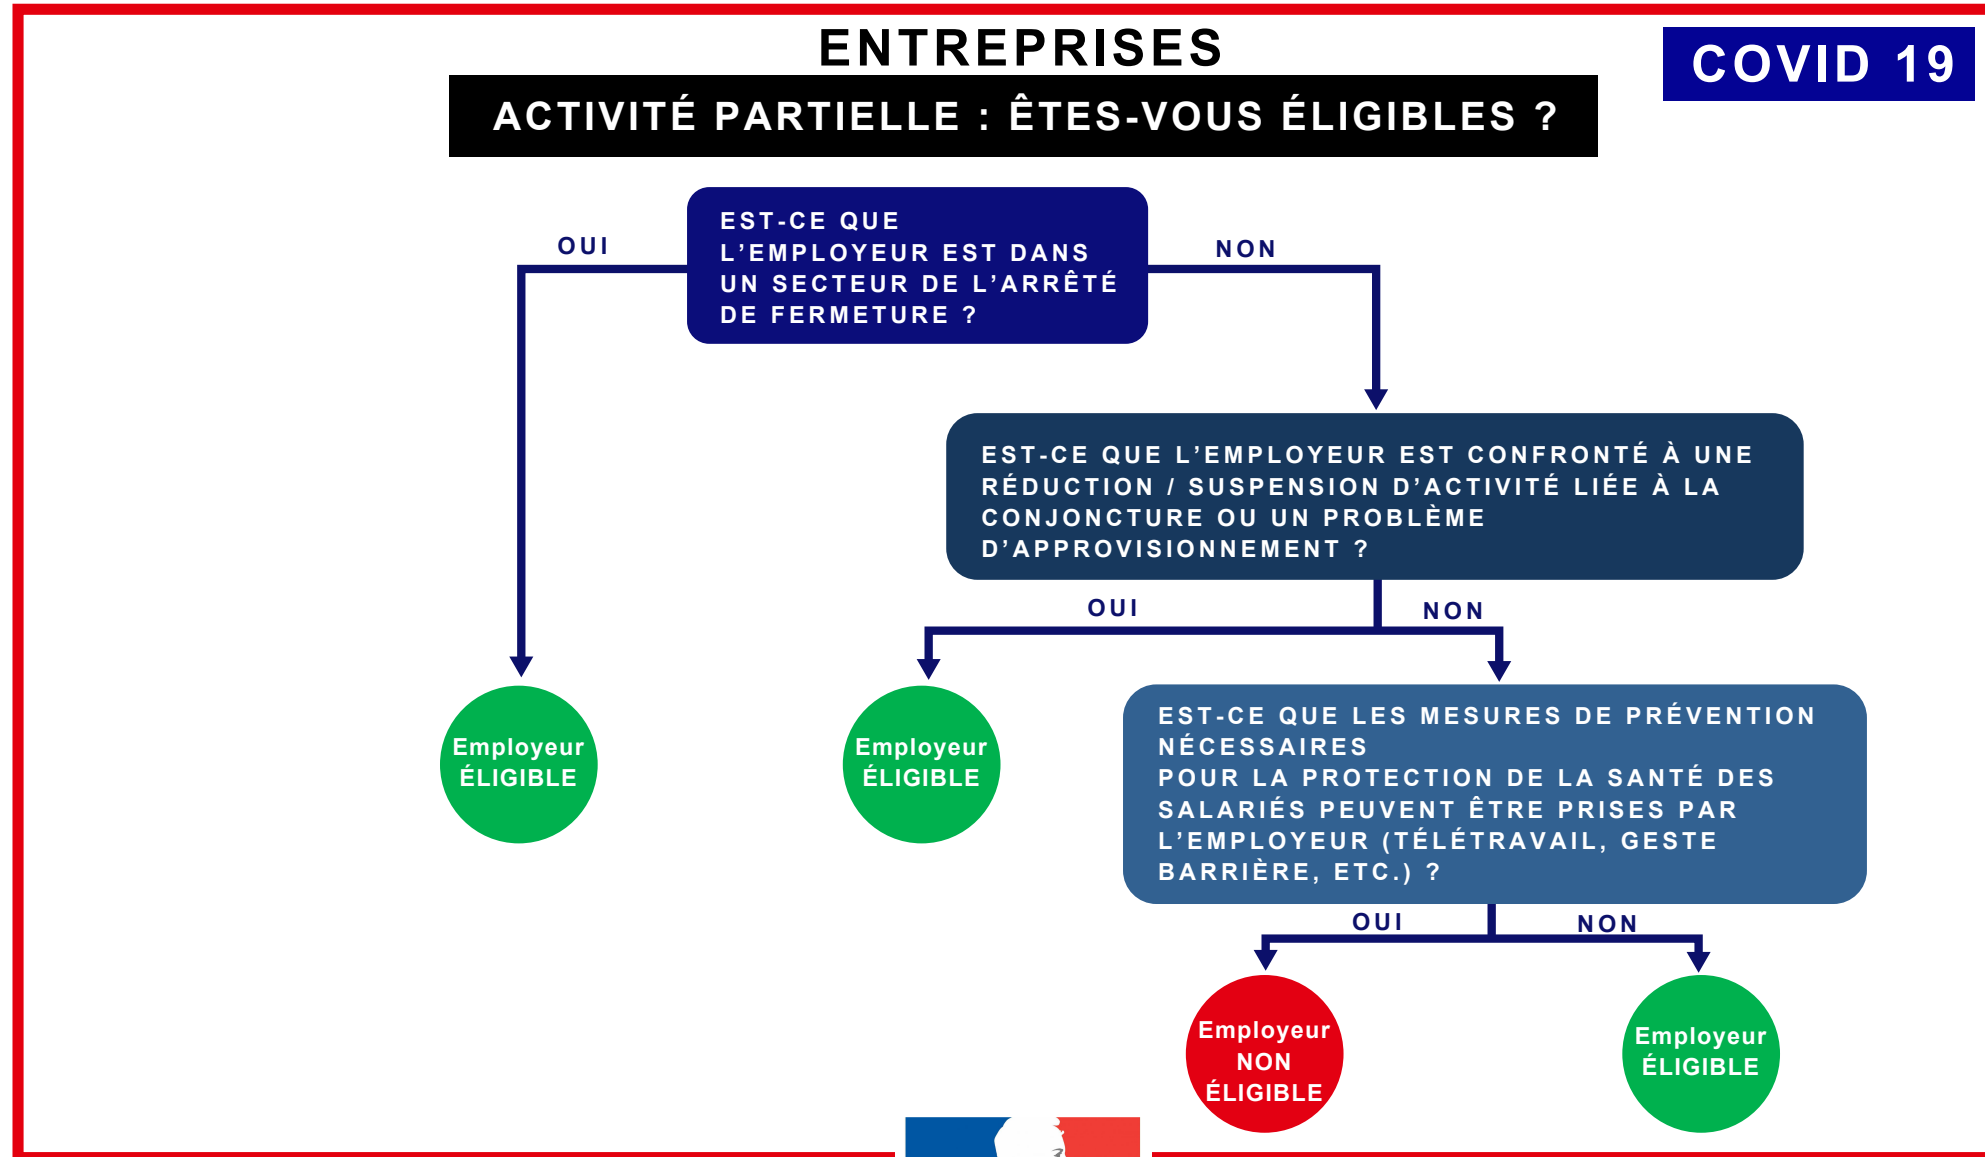 ENTREPRISES
COVID 19
ACTIVITÉ PARTIELLE : ÊTES-VOUS ÉLIGIBLES ?
EST-CE QUE
L’EMPLOYEUR EST DANS
UN SECTEUR DE L’ARRÊTÉ
DE FERMETURE ?
OUI
NON
EST-CE QUE L’EMPLOYEUR EST CONFRONTÉ À UNE
RÉDUCTION / SUSPENSION D’ACTIVITÉ LIÉE À LA
CONJONCTURE OU UN PROBLÈME
D’APPROVISIONNEMENT ?
OUI
NON
Employeur
ÉLIGIBLE
Employeur
ÉLIGIBLE
EST-CE QUE LES MESURES DE PRÉVENTION
NÉCESSAIRES
POUR LA PROTECTION DE LA SANTÉ DES
SALARIÉS PEUVENT ÊTRE PRISES PAR
L’EMPLOYEUR (TÉLÉTRAVAIL, GESTE
BARRIÈRE, ETC.) ?
OUI
NON
Employeur
NON
ÉLIGIBLE
Employeur
ÉLIGIBLE